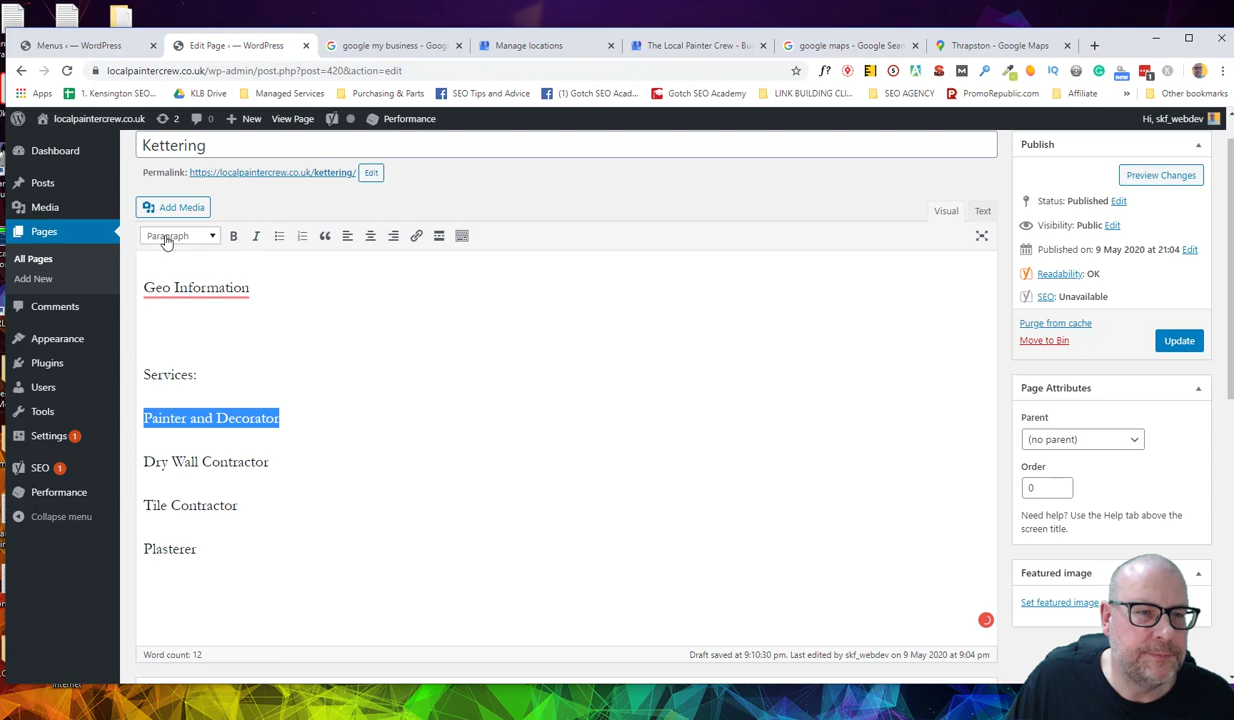 Menus ‹ — WordPress
Edit Page ‹ — WordPress
google my business - Goog
Manage locations
The Local Painter Crew - Bu
google maps - Google Sear
Thrapston - Google Maps
localpaintercrew.co.uk/wp-admin/post.php?post=420&action=edit
Apps
1. Kensington SEO...
KLB Drive
Managed Services
Purchasing & Parts
SEO Tips and Advice
(1) Gotch SEO Acad...
Gotch SEO Academy
LINK BUILDING CLI...
SEO AGENCY
PromoRepublic.com
Affiliate
Other bookmarks
localpaintercrew.co.uk
2
0
New
View Page
Performance
Hi, skf_webdev
Dashboard
Posts
Media
Pages
All Pages
Add New
Comments
Appearance
Plugins
Users
Tools
Settings 1
SEO 1
Performance
Collapse menu
Kettering
Permalink: https://localpaintercrew.co.uk/kettering/ Edit
Add Media
Visual
Text
Paragraph
Geo Information
Services:
Painter and Decorator
Dry Wall Contractor
Tile Contractor
Plasterer
Word count: 12
Draft saved at 9:10:30 pm. Last edited by skf_webdev on 9 May 2020 at 9:04 pm
Publish
Preview Changes
Status: Published Edit
Visibility: Public Edit
Published on: 9 May 2020 at 21:04 Edit
Readability: OK
SEO: Unavailable
Purge from cache
Move to Bin
Update
Page Attributes
Parent
(no parent)
Order
0
Need help? Use the Help tab above the
screen title.
Featured image
Set featured image
Internet